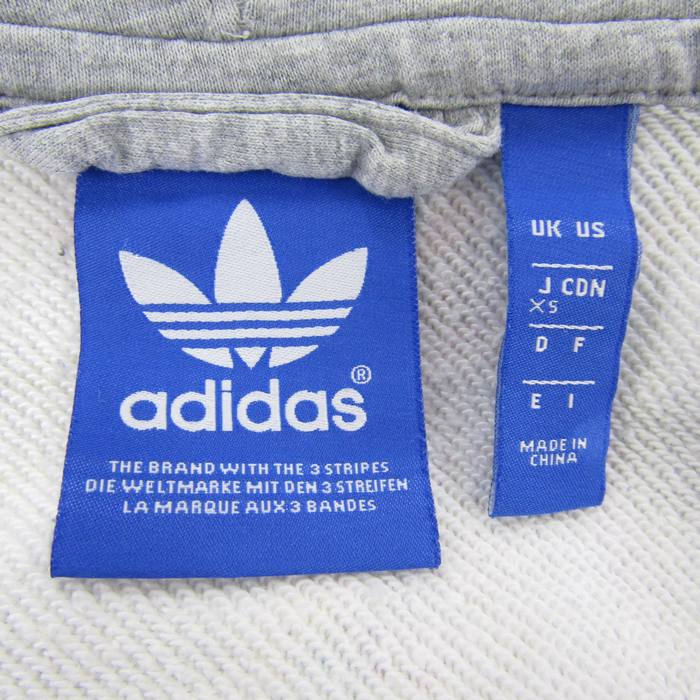 adidas®
THE BRAND WITH THE 3 STRIPES
DIE WELTMARKE MIT DEN 3 STREIFEN
LA MARQUE AUX 3 BANDES
UK US
J CDN
XS
D F
E I
MADE IN
CHINA